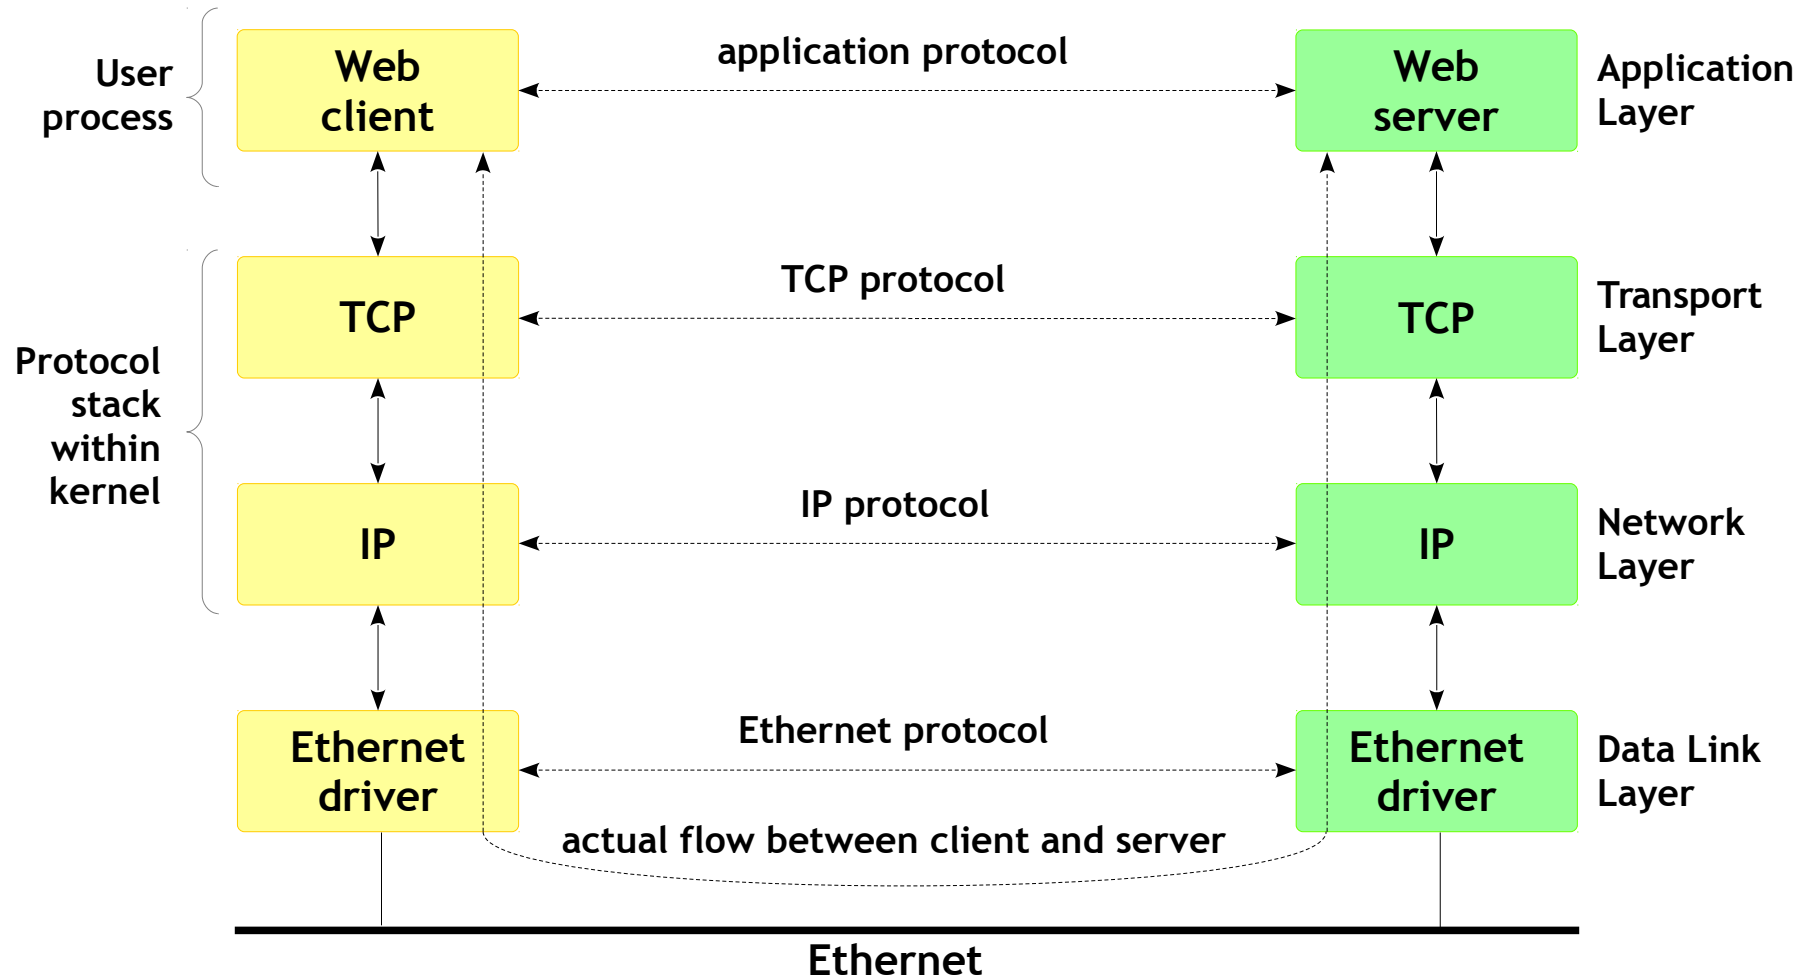 User
process
Web
client
application protocol
Web
server
Application
Layer
Protocol
stack
within
kernel
TCP
TCP protocol
TCP
Transport
Layer
IP
IP protocol
IP
Network
Layer
Ethernet
driver
Ethernet protocol
Ethernet
driver
Data Link
Layer
actual flow between client and server
Ethernet